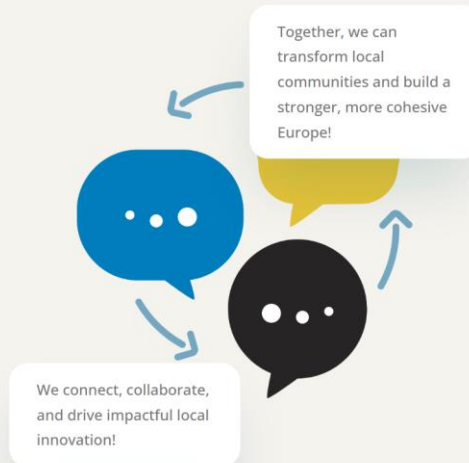 Together, we can
transform local
communities and build a
stronger, more cohesive
Europe!
We connect, collaborate,
and drive impactful local
innovation!